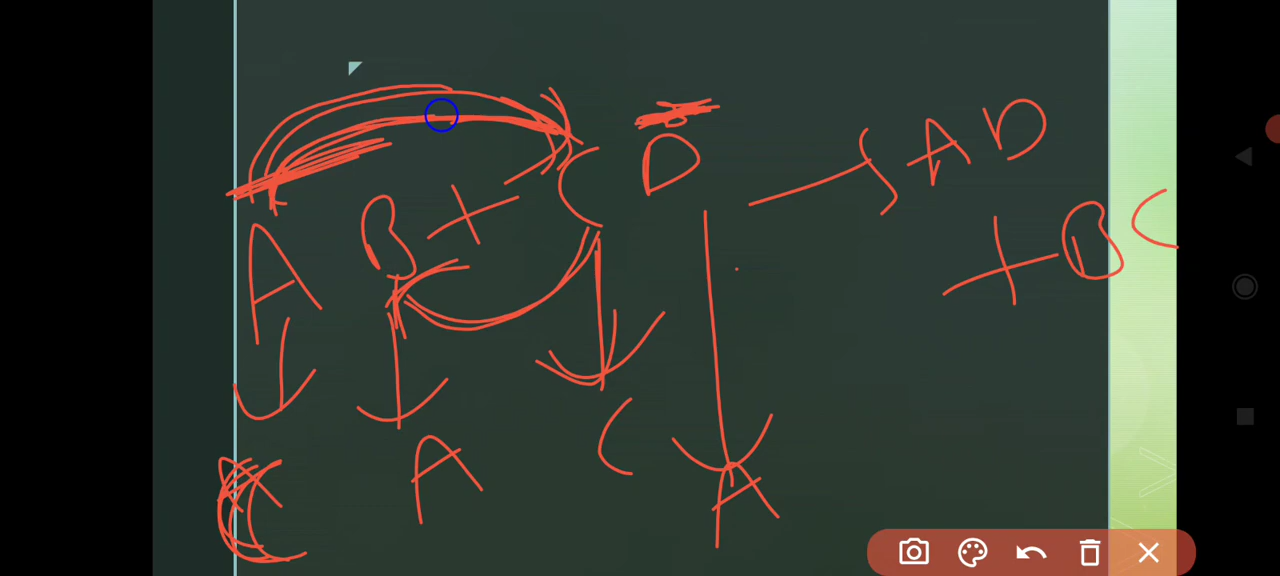 AB + CD → AD
+ BC
C A C A